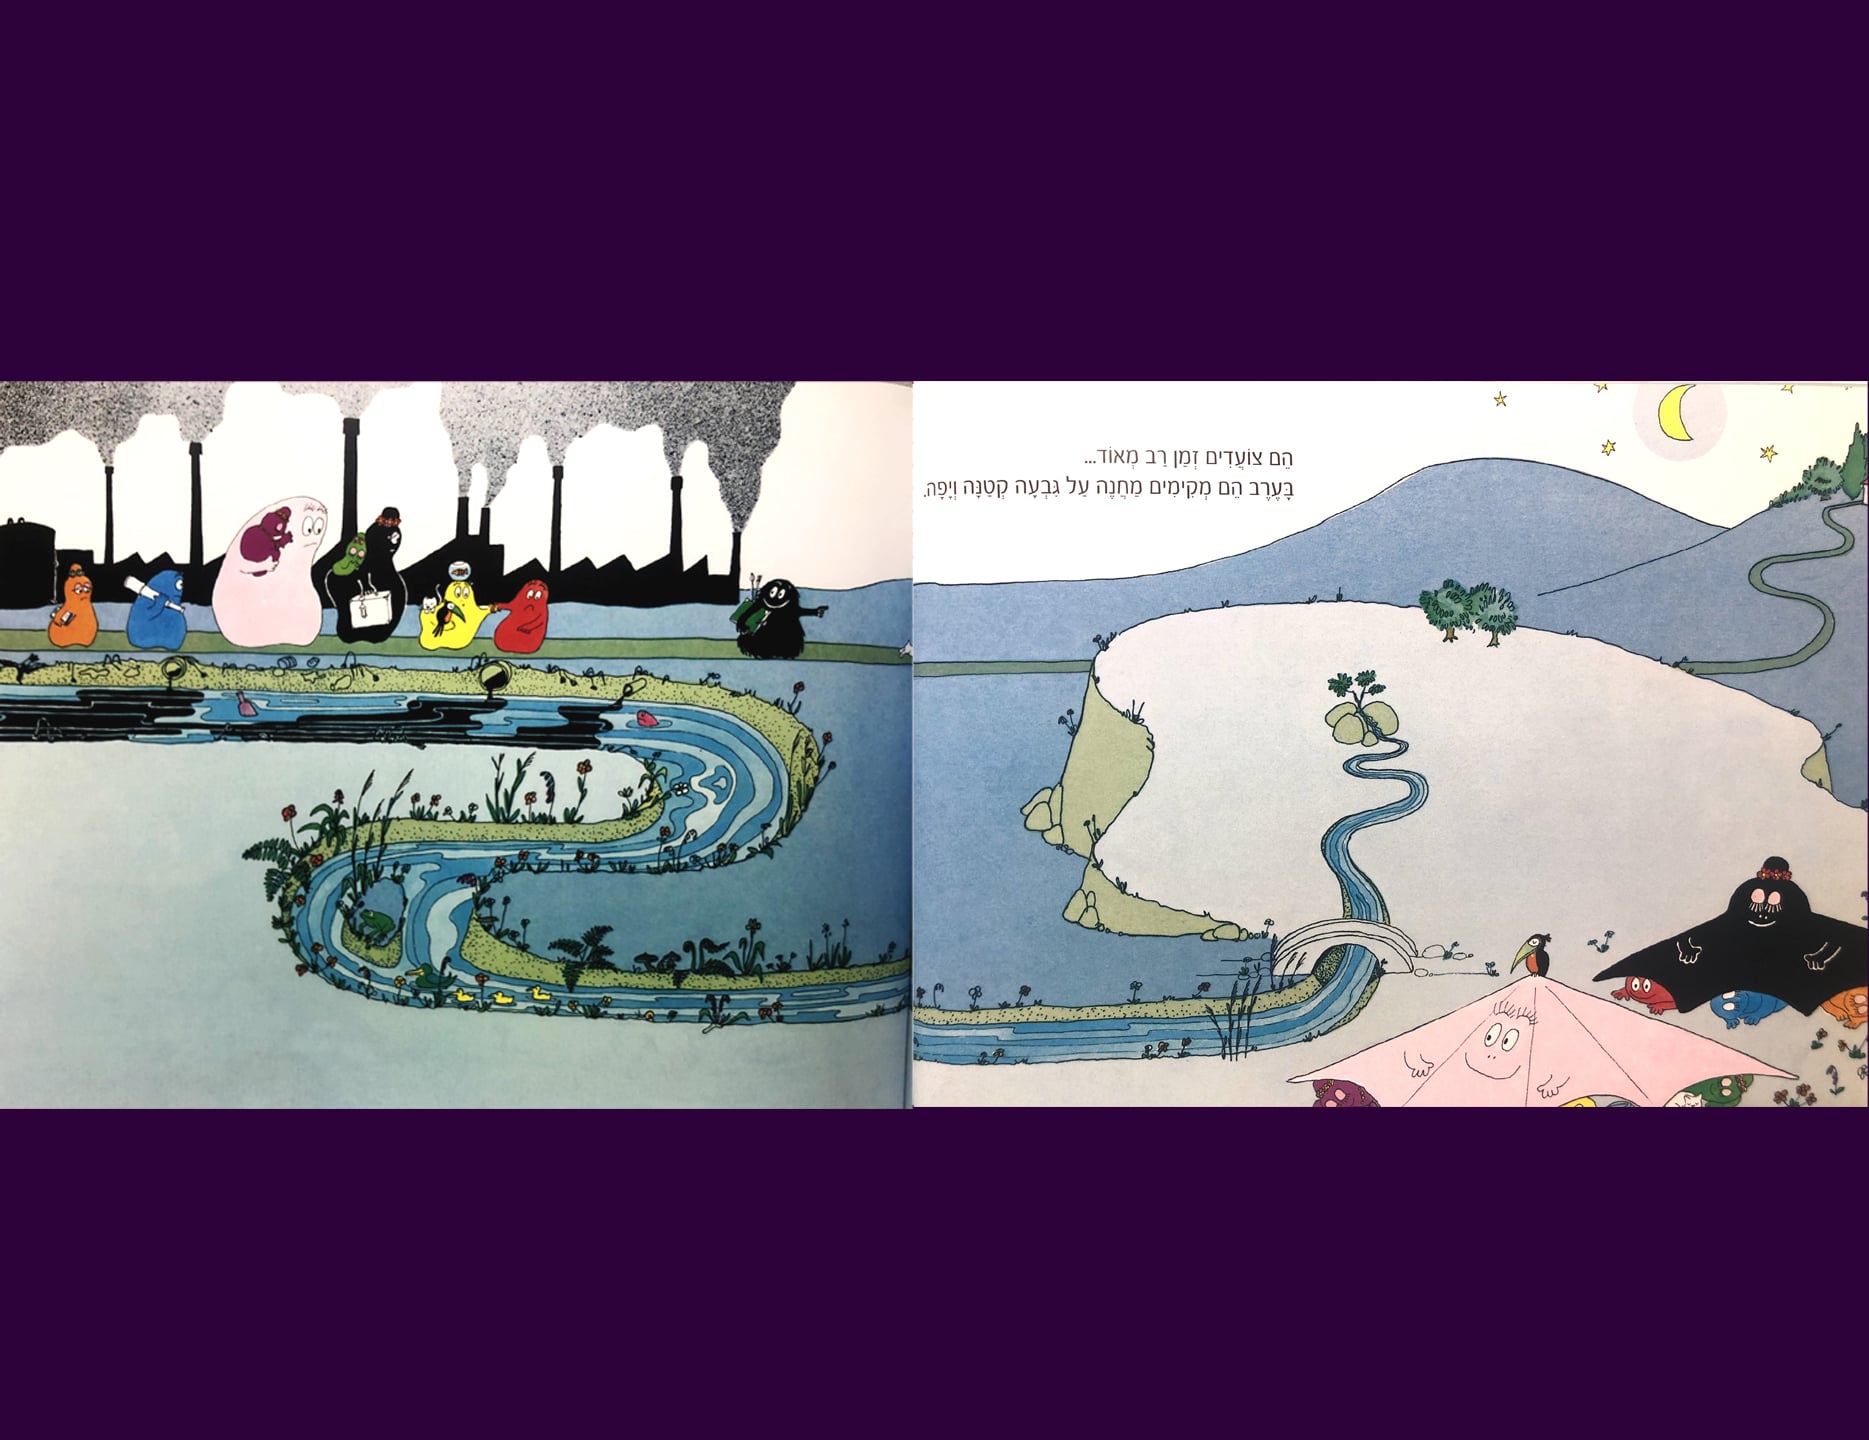 הֵם צוֹעֲדִים זְמַן רַב מְאוֹד...
בָּעֶרֶב הֵם מְקִימִים מַחֲנֶה עַל גִּבְעָה קְטַנָּה וְיָפָה.